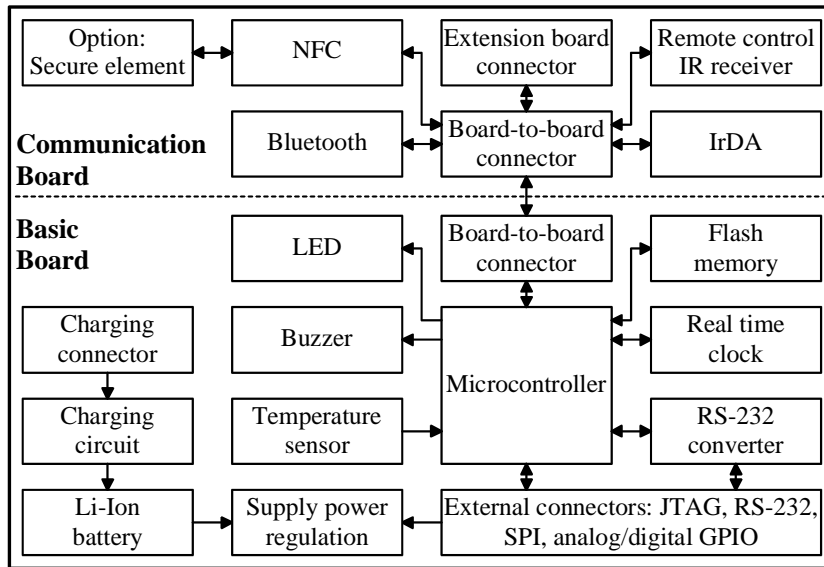 Option:
Secure element
NFC
Extension board
connector
Remote control
IR receiver
Communication
Board
Bluetooth
Board-to-board
connector
IrDA
Basic
Board
LED
Board-to-board
connector
Flash
memory
Charging
connector
Buzzer
Microcontroller
Real time
clock
Charging
circuit
Temperature
sensor
RS-232
converter
Li-Ion
battery
Supply power
regulation
External connectors: JTAG, RS-232,
SPI, analog/digital GPIO